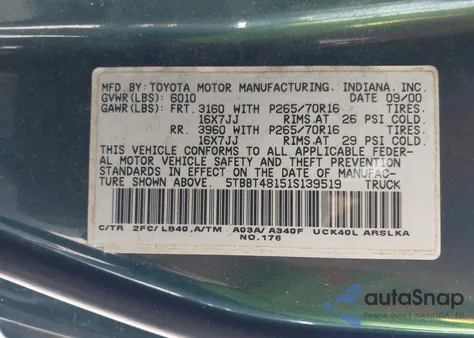 MFD. BY: TOYOTA MOTOR MANUFACTURING, INDIANA, INC.
GVWR(LBS): 6010 DATE: 09/00
GAWR(LBS): FRT. 3160 WITH P265/70R16 TIRES,
16X7JJ RIMS,AT 26 PSI COLD.
RR. 3960 WITH P265/70R16 TIRES,
16X7JJ RIMS,AT 29 PSI COLD.
THIS VEHICLE CONFORMS TO ALL APPLICABLE FEDER-
AL MOTOR VEHICLE SAFETY AND THEFT PREVENTION
STANDARDS IN EFFECT ON THE DATE OF MANUFAC-
TURE SHOWN ABOVE. 5TBBT48151S139519 TRUCK
C/TR 2FC/LB40,A/TM A03A/A340F UCK40L ARSLKA
NO.176
autoSnap